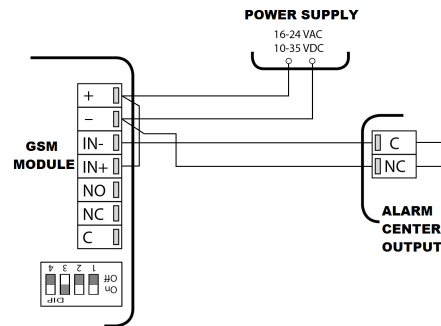 POWER SUPPLY
16-24 VAC
10-35 VDC
GSM
MODULE
+
−
IN-
IN+
NO
NC
C
C
NC
ALARM
CENTER
OUTPUT
1 2 3 4
Off
On
DIP